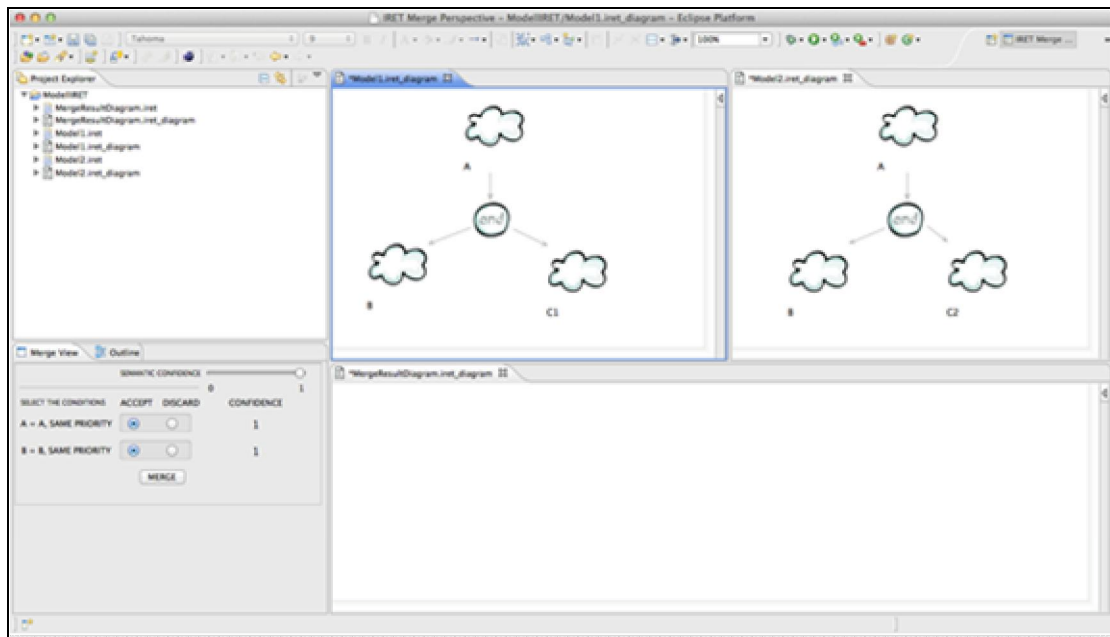 IRET Merge Perspective - ModelIIRET/Model1.iret_diagram - Eclipse Platform
Tahoma 9 100% IRET Merge ...
Project Explorer
*Model1.iret_diagram
*Model2.iret_diagram
ModelIIRET
MergeResultDiagram.iret
MergeResultDiagram.iret_diagram
Model1.iret
Model1.iret_diagram
Model2.iret
Model2.iret_diagram
A
and
B
C1
A
and
B
C2
Merge View
Outline
SEMANTIC CONFIDENCE
0 1
SELECT THE CONDITIONS ACCEPT DISCARD CONFIDENCE
A = A, SAME PRIORITY 1
B = B, SAME PRIORITY 1
MERGE
*MergeResultDiagram.iret_diagram